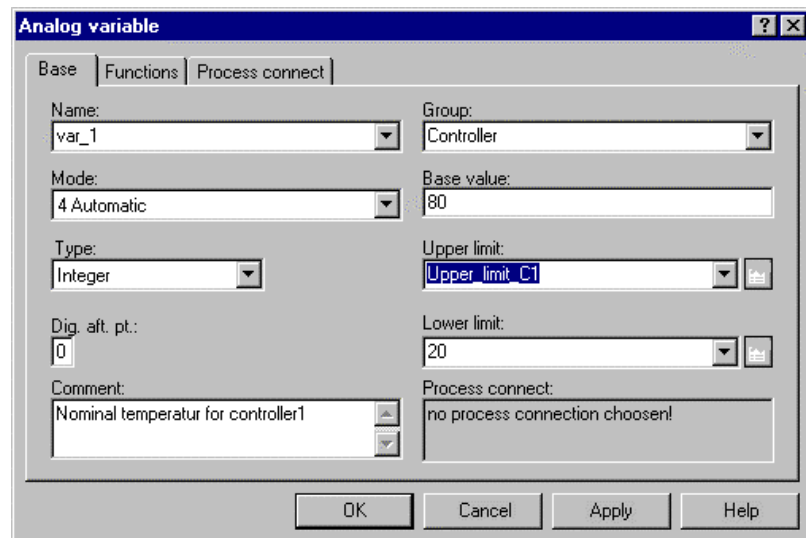 Analog variable
Base Functions Process connect
Name: Group:
var_1 Controller
Mode: Base value:
4 Automatic 80
Type: Upper limit:
Integer Upper_limit_C1
Dig. aft. pt.: Lower limit:
0 20
Comment: Process connect:
Nominal temperatur for controller1 no process connection choosen!
OK Cancel Apply Help